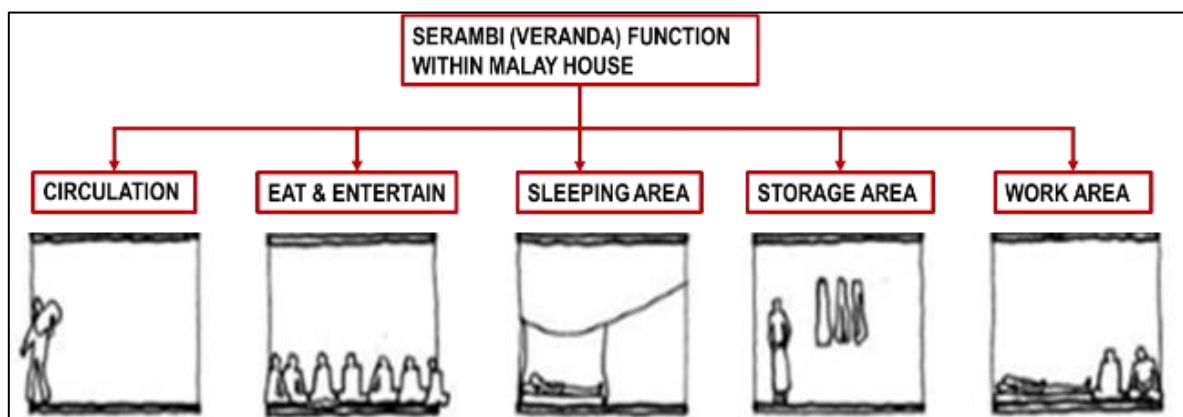 SERAMBI (VERANDA) FUNCTION
WITHIN MALAY HOUSE
CIRCULATION
EAT & ENTERTAIN
SLEEPING AREA
STORAGE AREA
WORK AREA